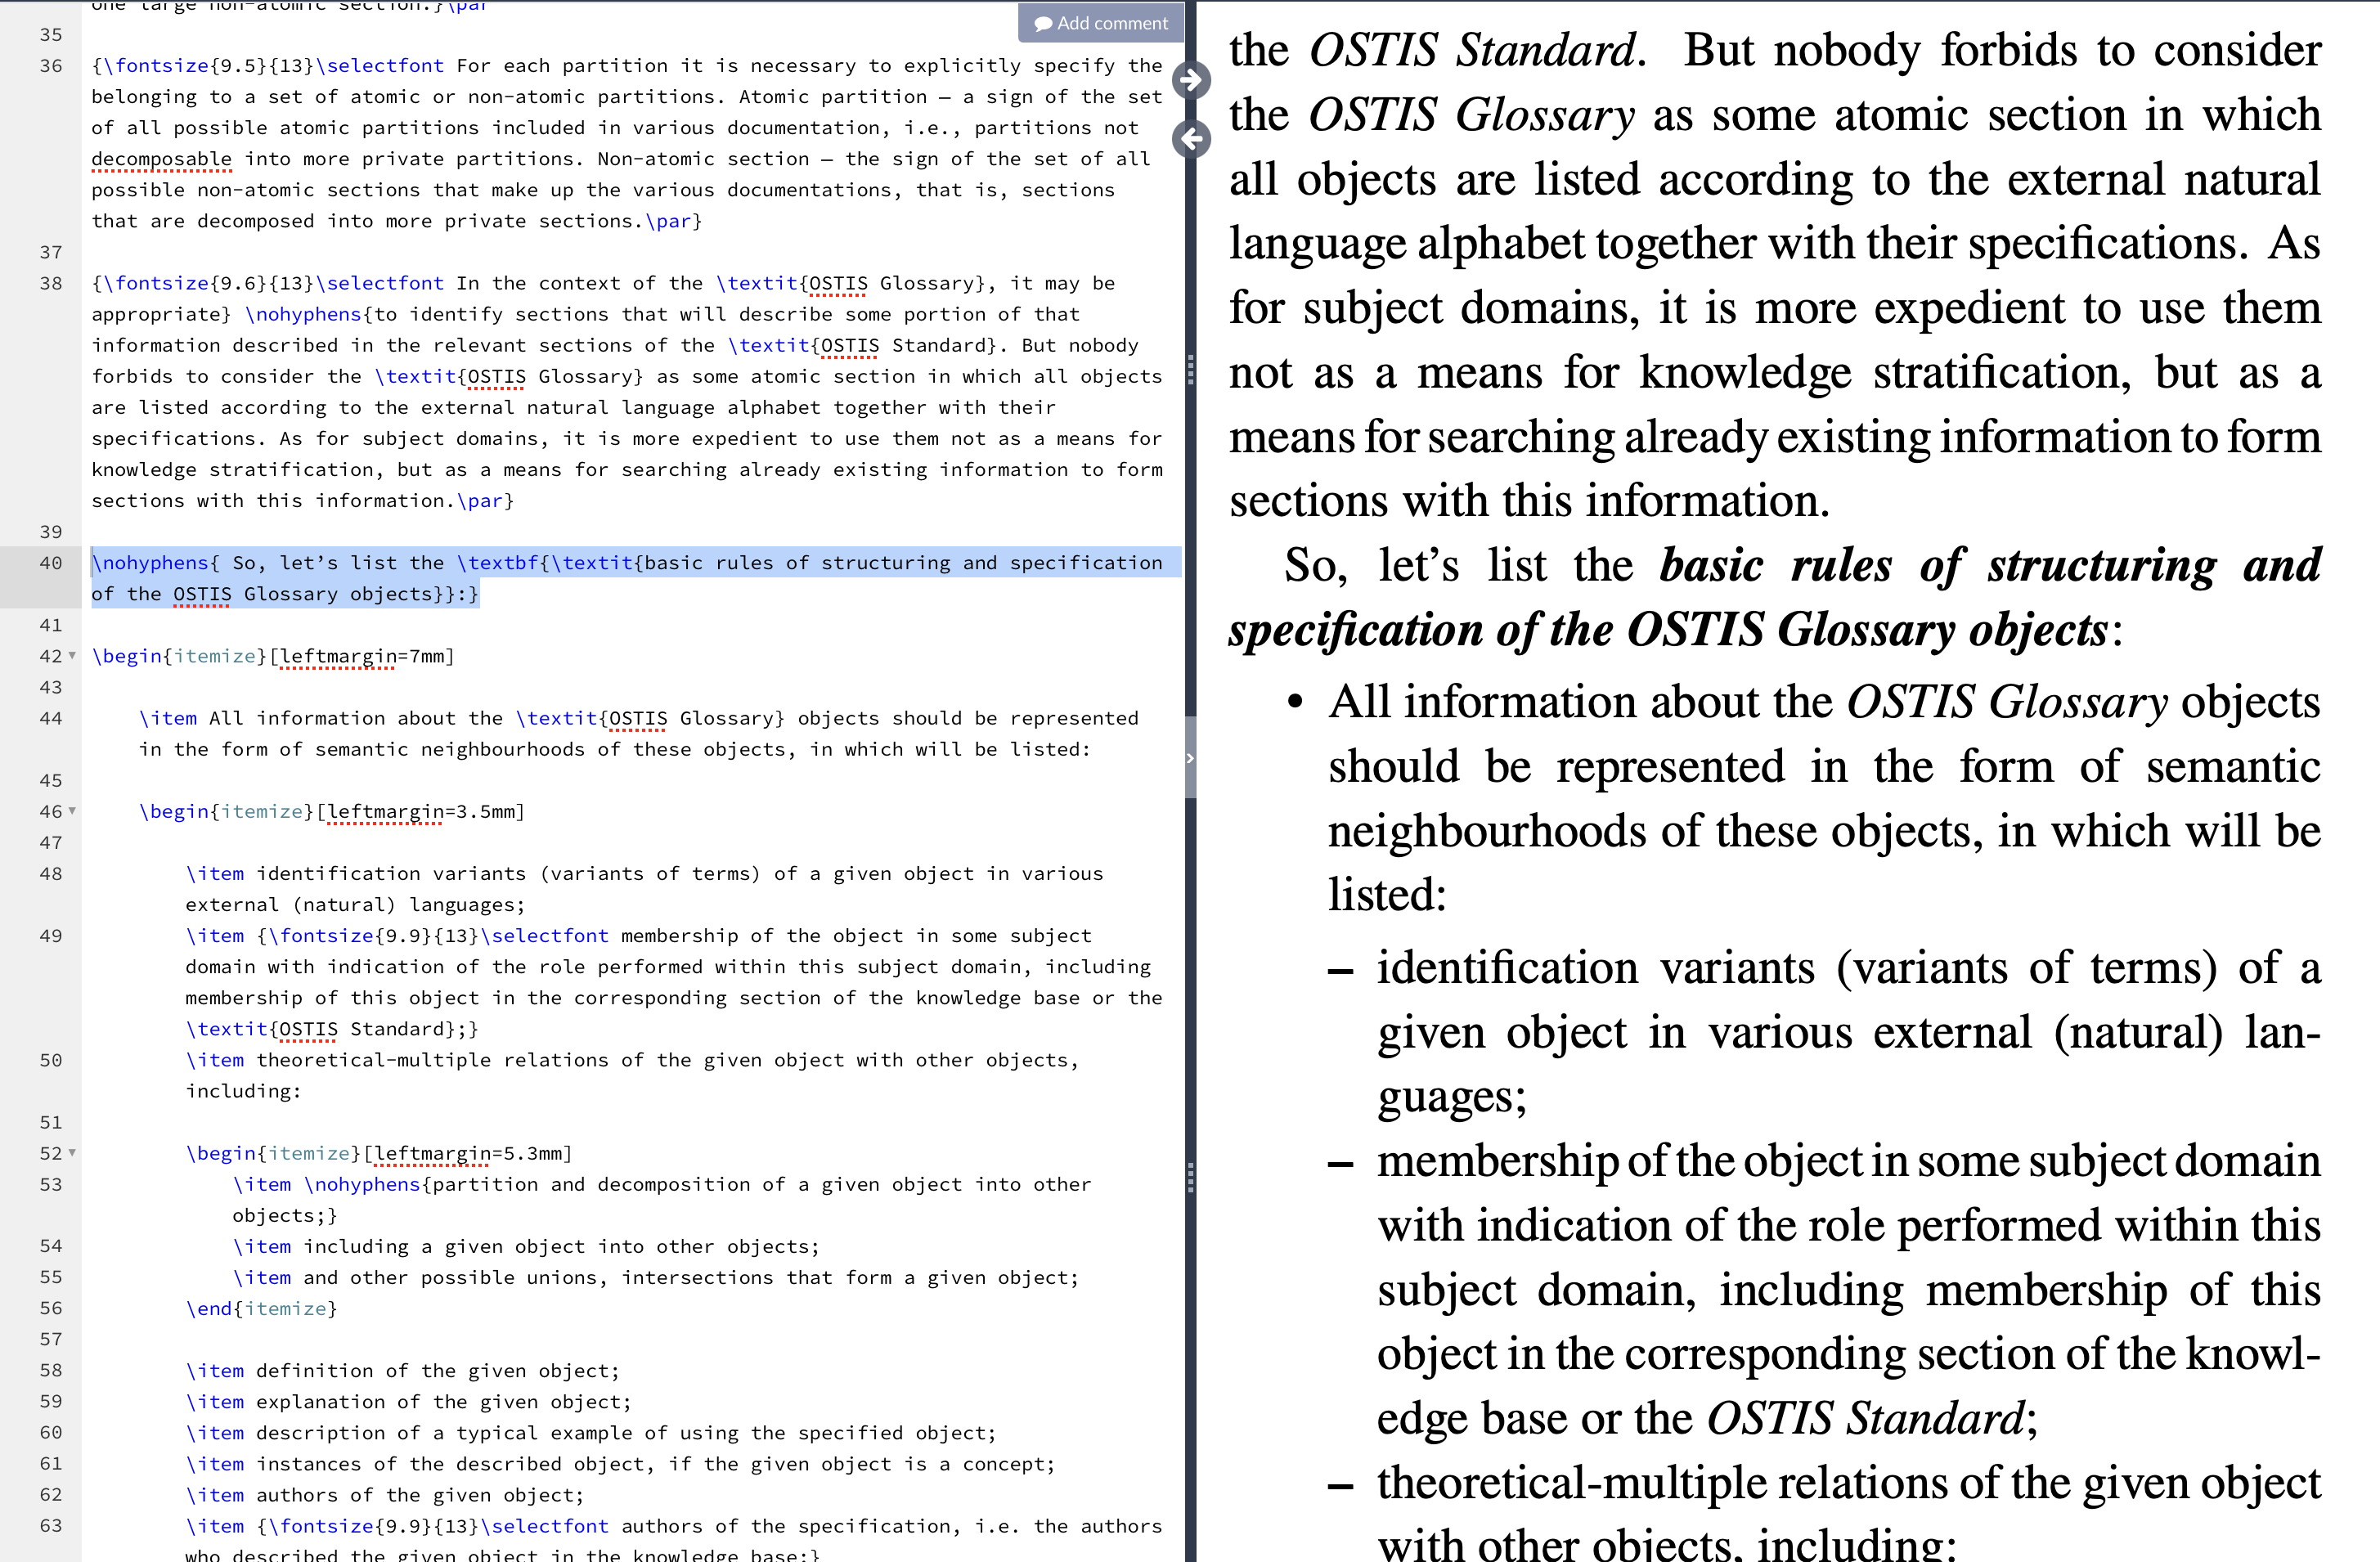 one large non-atomic section.}\par
Add comment
35
36 {\fontsize{9.5}{13}\selectfont For each partition it is necessary to explicitly specify the
belonging to a set of atomic or non-atomic partitions. Atomic partition — a sign of the set
of all possible atomic partitions included in various documentation, i.e., partitions not
decomposable into more private partitions. Non-atomic section — the sign of the set of all
possible non-atomic sections that make up the various documentations, that is, sections
that are decomposed into more private sections.\par}
37
38 {\fontsize{9.6}{13}\selectfont In the context of the \textit{OSTIS Glossary}, it may be
appropriate} \nohyphens{to identify sections that will describe some portion of that
information described in the relevant sections of the \textit{OSTIS Standard}. But nobody
forbids to consider the \textit{OSTIS Glossary} as some atomic section in which all objects
are listed according to the external natural language alphabet together with their
specifications. As for subject domains, it is more expedient to use them not as a means for
knowledge stratification, but as a means for searching already existing information to form
sections with this information.\par}
39
40 \nohyphens{ So, let’s list the \textbf{\textit{basic rules of structuring and specification
of the OSTIS Glossary objects}}:}
41
42 \begin{itemize}[leftmargin=7mm]
43
44 \item All information about the \textit{OSTIS Glossary} objects should be represented
in the form of semantic neighbourhoods of these objects, in which will be listed:
45
46 \begin{itemize}[leftmargin=3.5mm]
47
48 \item identification variants (variants of terms) of a given object in various
external (natural) languages;
49 \item {\fontsize{9.9}{13}\selectfont membership of the object in some subject
domain with indication of the role performed within this subject domain, including
membership of this object in the corresponding section of the knowledge base or the
\textit{OSTIS Standard};}
50 \item theoretical-multiple relations of the given object with other objects,
including:
51
52 \begin{itemize}[leftmargin=5.3mm]
53 \item \nohyphens{partition and decomposition of a given object into other
objects;}
54 \item including a given object into other objects;
55 \item and other possible unions, intersections that form a given object;
56 \end{itemize}
57
58 \item definition of the given object;
59 \item explanation of the given object;
60 \item description of a typical example of using the specified object;
61 \item instances of the described object, if the given object is a concept;
62 \item authors of the given object;
63 \item {\fontsize{9.9}{13}\selectfont authors of the specification, i.e. the authors
who described the given object in the knowledge base;}
the OSTIS Standard. But nobody forbids to consider
the OSTIS Glossary as some atomic section in which
all objects are listed according to the external natural
language alphabet together with their specifications. As
for subject domains, it is more expedient to use them
not as a means for knowledge stratification, but as a
means for searching already existing information to form
sections with this information.
So, let’s list the basic rules of structuring and
specification of the OSTIS Glossary objects:
• All information about the OSTIS Glossary objects
should be represented in the form of semantic
neighbourhoods of these objects, in which will be
listed:
– identification variants (variants of terms) of a
given object in various external (natural) lan-
guages;
– membership of the object in some subject domain
with indication of the role performed within this
subject domain, including membership of this
object in the corresponding section of the knowl-
edge base or the OSTIS Standard;
– theoretical-multiple relations of the given object
with other objects, including: